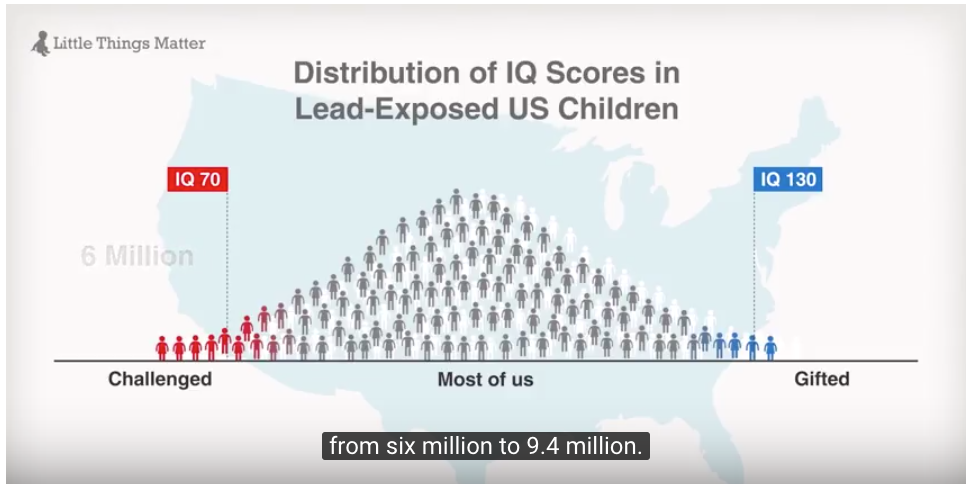 Little Things Matter
Distribution of IQ Scores in
Lead-Exposed US Children
IQ 70
IQ 130
6 Million
Challenged
Most of us
Gifted
from six million to 9.4 million.